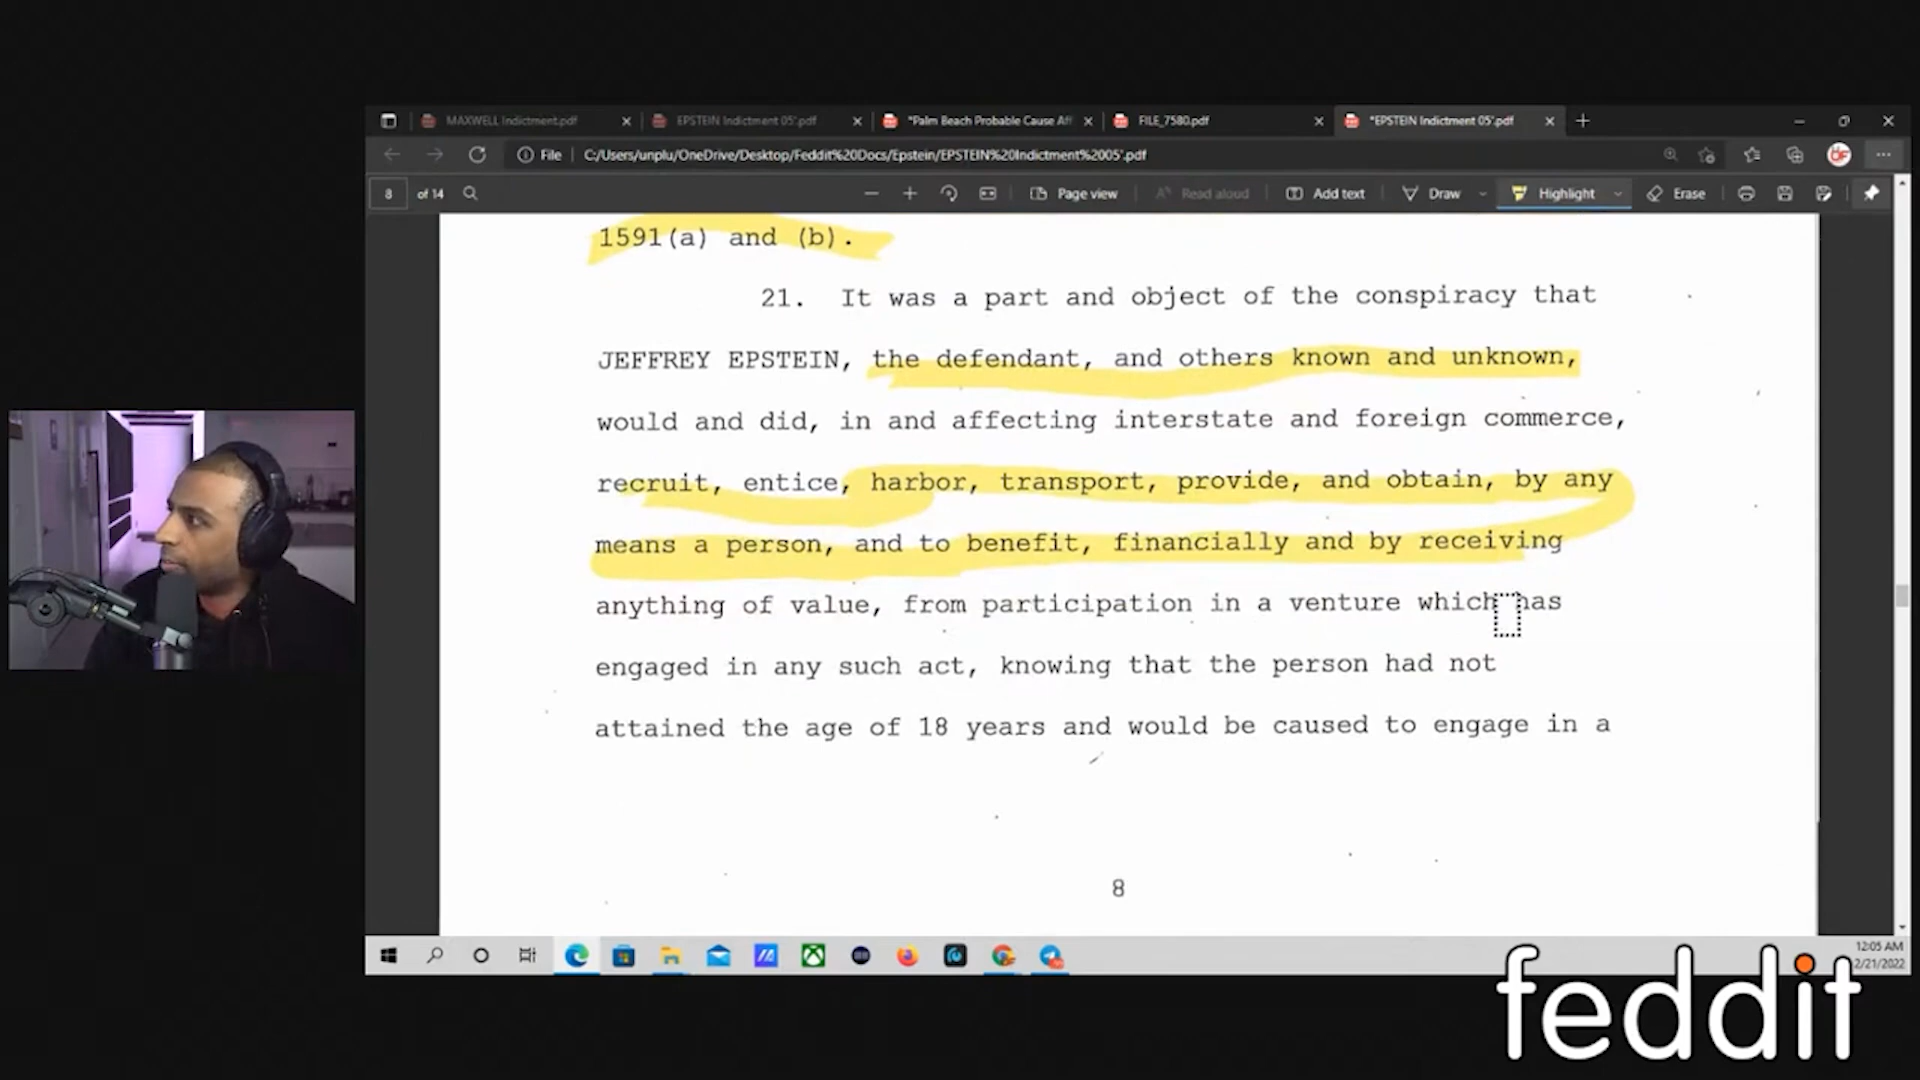 MAXWELL Indictment.pdf
EPSTEIN Indictment 05'.pdf
*Palm Beach Probable Cause Aff
FILE_7580.pdf
*EPSTEIN Indictment 05'.pdf
File
C:/Users/unplu/OneDrive/Desktop/Feddit%20Docs/Epstein/EPSTEIN%20Indictment%2005'.pdf
8 of 14
Page view
Read aloud
Add text
Draw
Highlight
Erase
1591(a) and (b).
21. It was a part and object of the conspiracy that
JEFFREY EPSTEIN, the defendant, and others known and unknown,
would and did, in and affecting interstate and foreign commerce,
recruit, entice, harbor, transport, provide, and obtain, by any
means a person, and to benefit, financially and by receiving
anything of value, from participation in a venture which has
engaged in any such act, knowing that the person had not
attained the age of 18 years and would be caused to engage in a
8
12:05 AM
2/21/2022
feddit